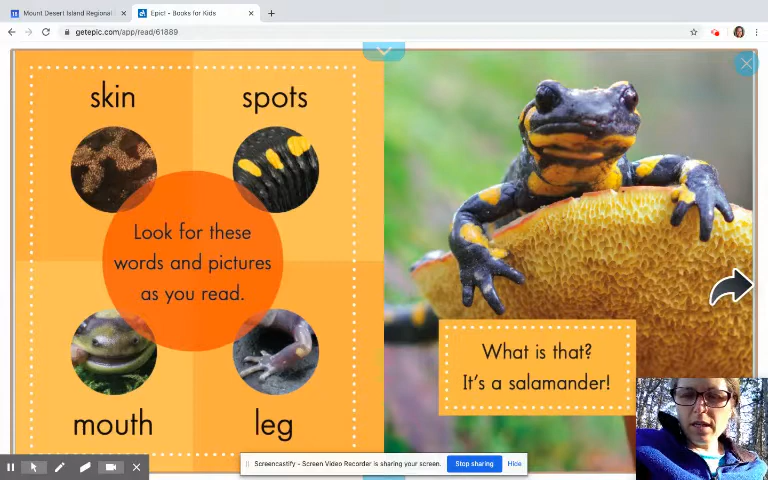 Mount Desert Island Regional
Epic! - Books for Kids
getepic.com/app/read/61889
skin
spots
Look for these
words and pictures
as you read.
mouth
leg
What is that?
It's a salamander!
Screencastify - Screen Video Recorder is sharing your screen.
Stop sharing
Hide